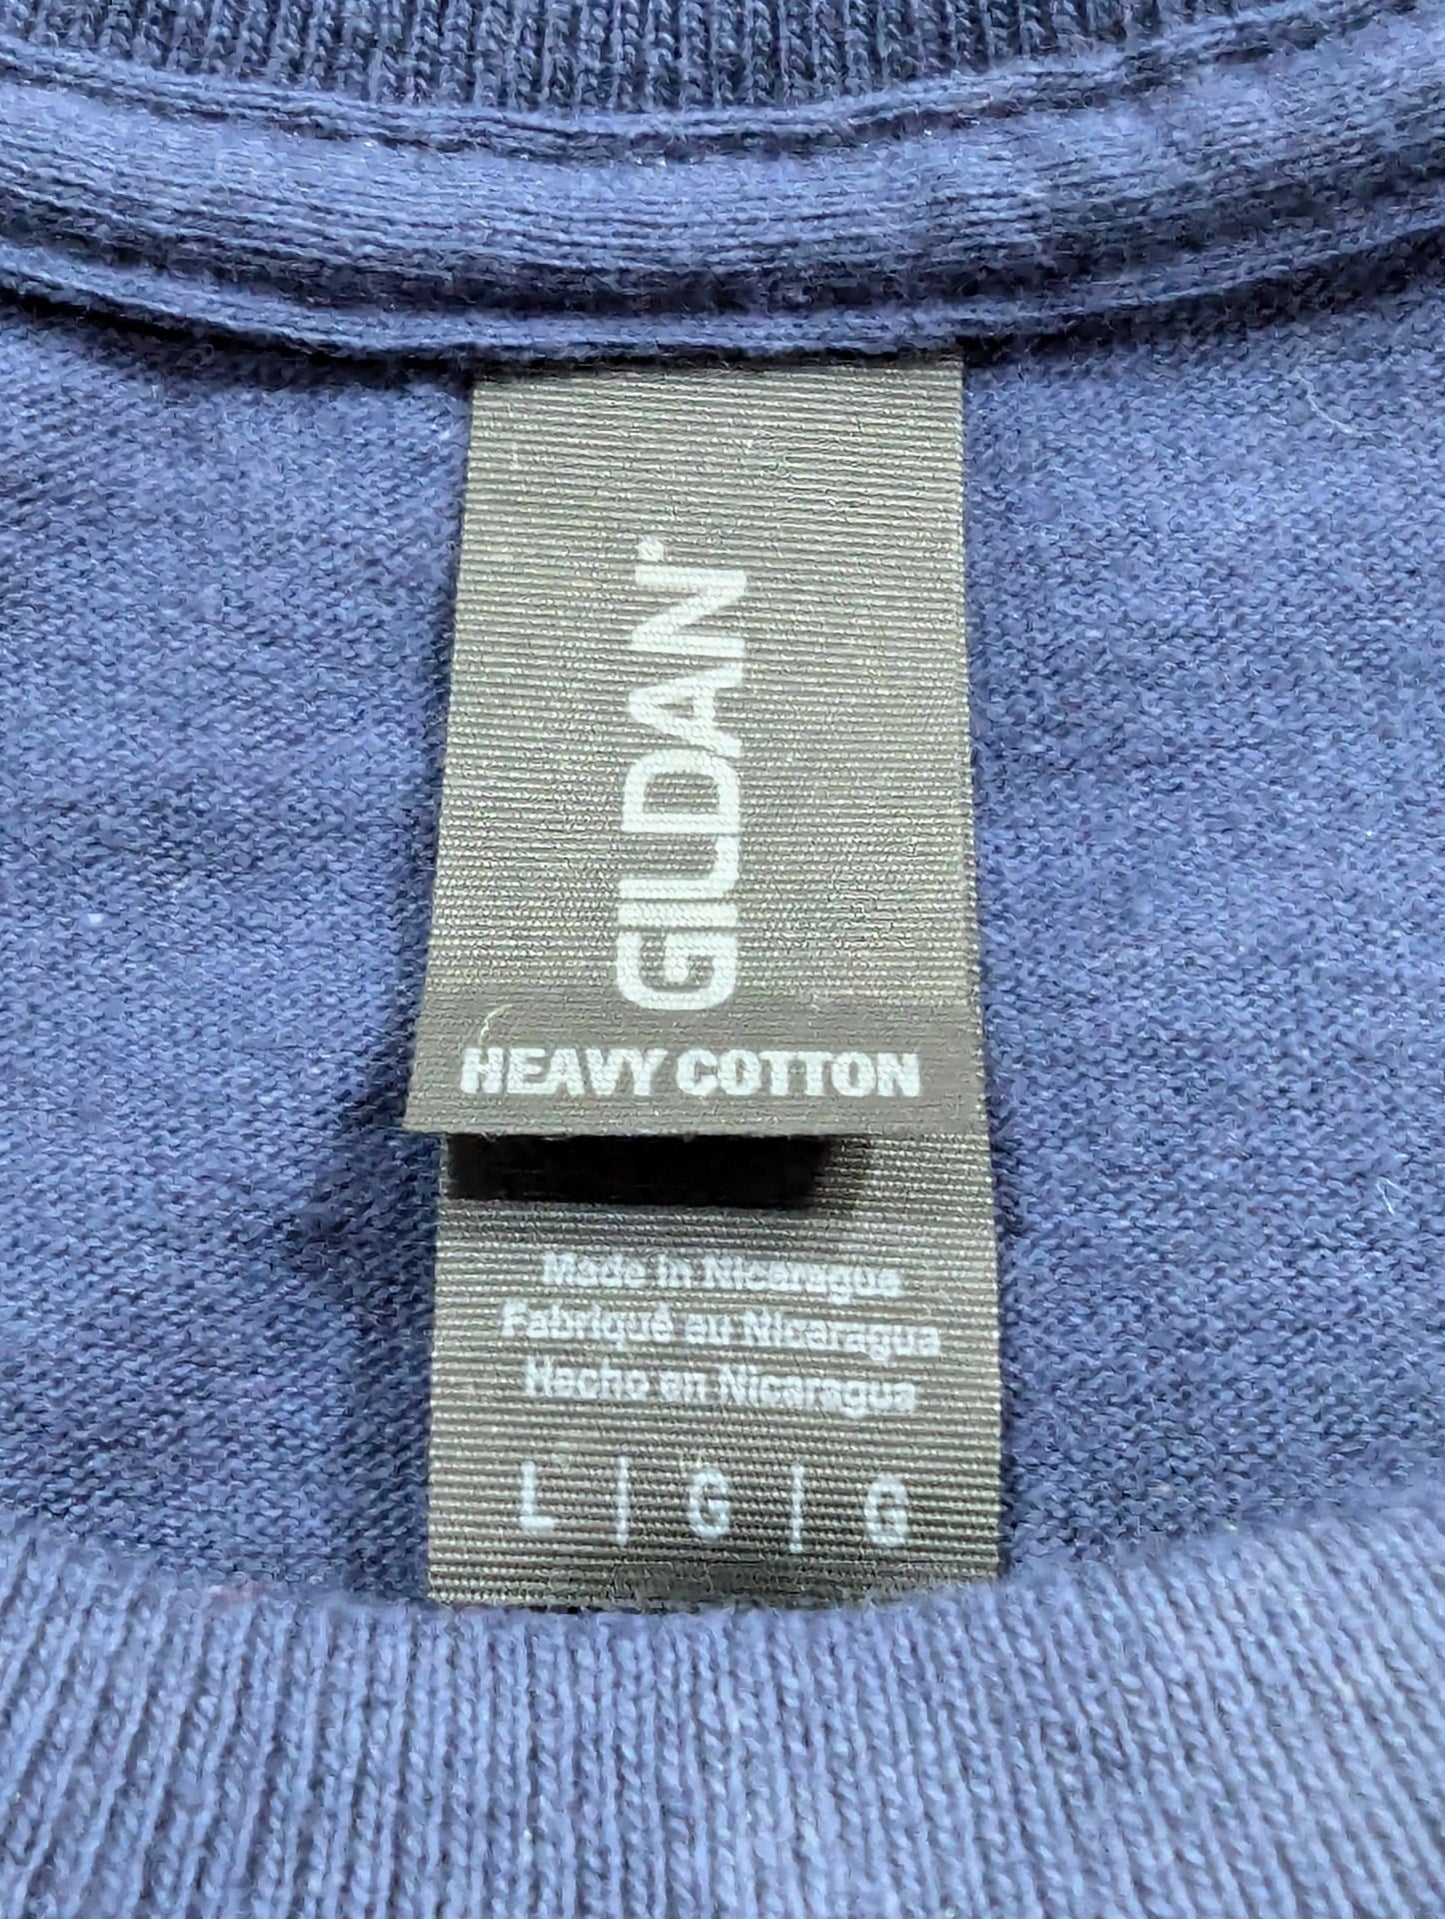 GILDAN®
HEAVY COTTON
Made in Nicaragua
Fabriqué au Nicaragua
Hecho en Nicaragua
L | G | G